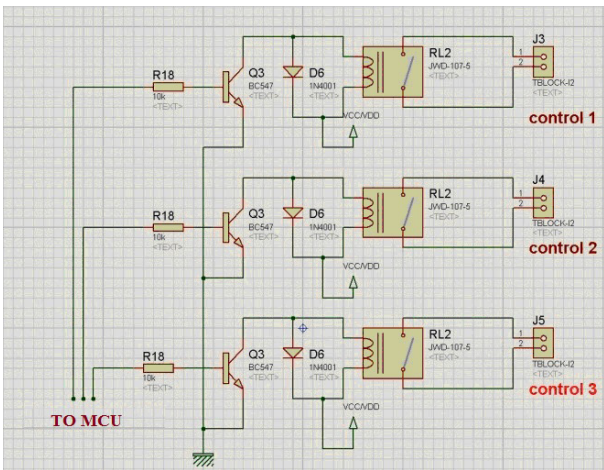 J3
RL2
Q3
D6
JWD-107-5
<TEXT>
R18
BC547
1N4001
<TEXT>
<TEXT>
1
2
10k
<TEXT>
TBLOCK-I2
<TEXT>
VCC/VDD
control 1
J4
RL2
Q3
D6
JWD-107-5
<TEXT>
R18
BC547
1N4001
<TEXT>
<TEXT>
1
2
10k
<TEXT>
TBLOCK-I2
<TEXT>
VCC/VDD
control 2
J5
RL2
Q3
D6
JWD-107-5
<TEXT>
R18
BC547
1N4001
<TEXT>
<TEXT>
1
2
10k
<TEXT>
TBLOCK-I2
<TEXT>
VCC/VDD
control 3
TO MCU